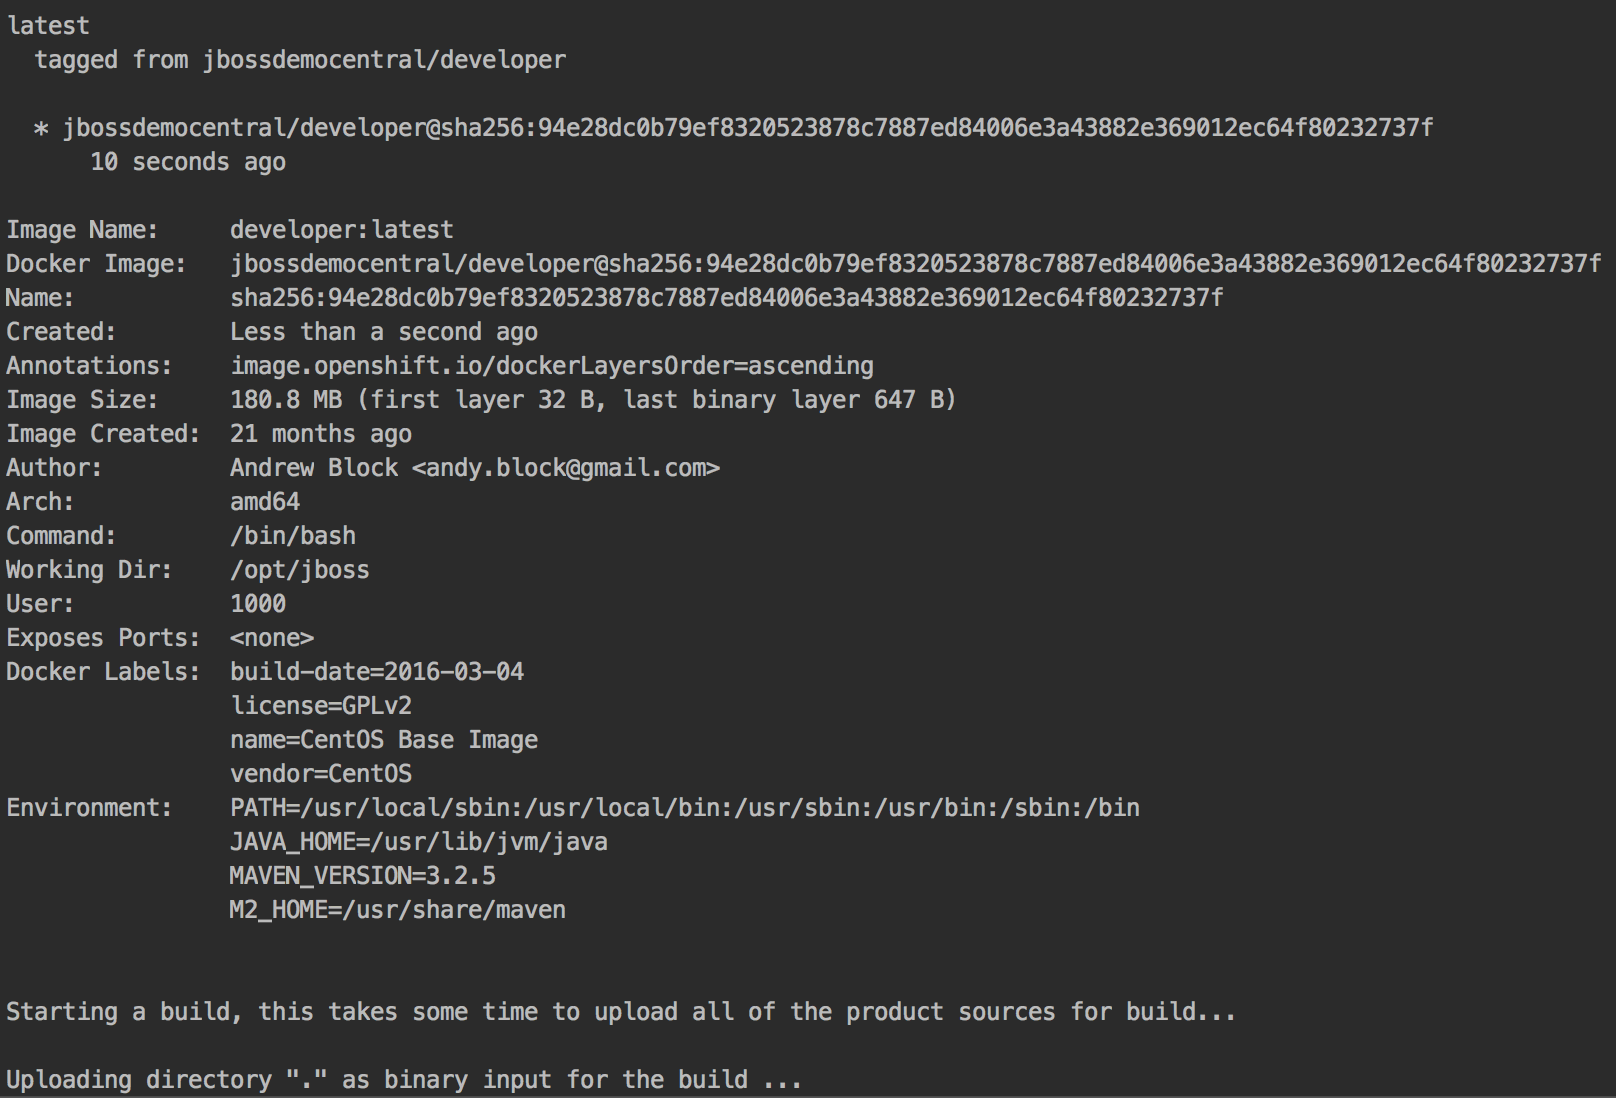 latest
tagged from jbossdemocentral/developer
* jbossdemocentral/developer@sha256:94e28dc0b79ef8320523878c7887ed84006e3a43882e369012ec64f80232737f
10 seconds ago
Image Name: developer:latest
Docker Image: jbossdemocentral/developer@sha256:94e28dc0b79ef8320523878c7887ed84006e3a43882e369012ec64f80232737f
Name: sha256:94e28dc0b79ef8320523878c7887ed84006e3a43882e369012ec64f80232737f
Created: Less than a second ago
Annotations: image.openshift.io/dockerLayersOrder=ascending
Image Size: 180.8 MB (first layer 32 B, last binary layer 647 B)
Image Created: 21 months ago
Author: Andrew Block <andy.block@gmail.com>
Arch: amd64
Command: /bin/bash
Working Dir: /opt/jboss
User: 1000
Exposes Ports: <none>
Docker Labels: build-date=2016-03-04
license=GPLv2
name=CentOS Base Image
vendor=CentOS
Environment: PATH=/usr/local/sbin:/usr/local/bin:/usr/sbin:/usr/bin:/sbin:/bin
JAVA_HOME=/usr/lib/jvm/java
MAVEN_VERSION=3.2.5
M2_HOME=/usr/share/maven
Starting a build, this takes some time to upload all of the product sources for build...
Uploading directory "." as binary input for the build ...